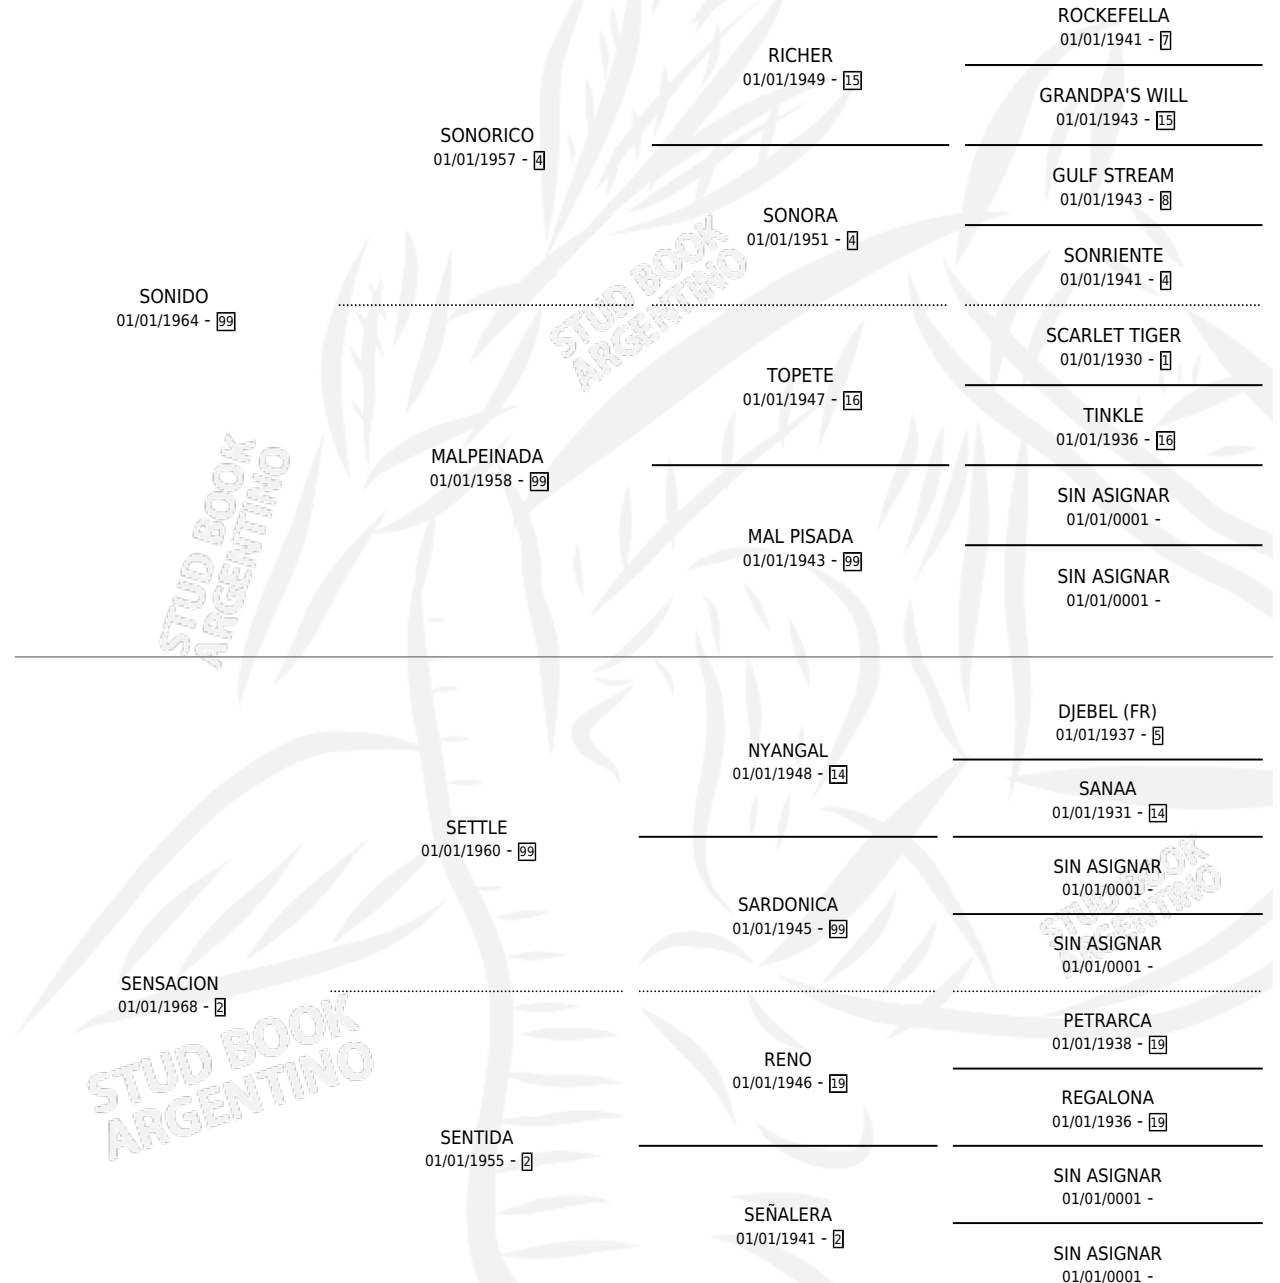 ROCKEFELLA
01/01/1941 - 7
RICHER
01/01/1949 - 15
GRANDPA'S WILL
01/01/1943 - 15
SONORICO
01/01/1957 - 4
GULF STREAM
01/01/1943 - 8
SONORA
01/01/1951 - 4
SONRIENTE
01/01/1941 - 4
SONIDO
01/01/1964 - 99
SCARLET TIGER
01/01/1930 - 1
TOPETE
01/01/1947 - 16
TINKLE
01/01/1936 - 16
MALPEINADA
01/01/1958 - 99
SIN ASIGNAR
01/01/0001 -
MAL PISADA
01/01/1943 - 99
SIN ASIGNAR
01/01/0001 -
DJEBEL (FR)
01/01/1937 - 5
NYANGAL
01/01/1948 - 14
SANAA
01/01/1931 - 14
SETTLE
01/01/1960 - 99
SIN ASIGNAR
01/01/0001 -
SARDONICA
01/01/1945 - 99
SIN ASIGNAR
01/01/0001 -
SENSACION
01/01/1968 - 2
PETRARCA
01/01/1938 - 19
RENO
01/01/1946 - 19
REGALONA
01/01/1936 - 19
SENTIDA
01/01/1955 - 2
SIN ASIGNAR
01/01/0001 -
SEÑALERA
01/01/1941 - 2
SIN ASIGNAR
01/01/0001 -
STUD BOOK
ARGENTINO
STUD BOOK
ARGENTINO
STUD BOOK
ARGENTINO
STUD BOOK
ARGENTINO